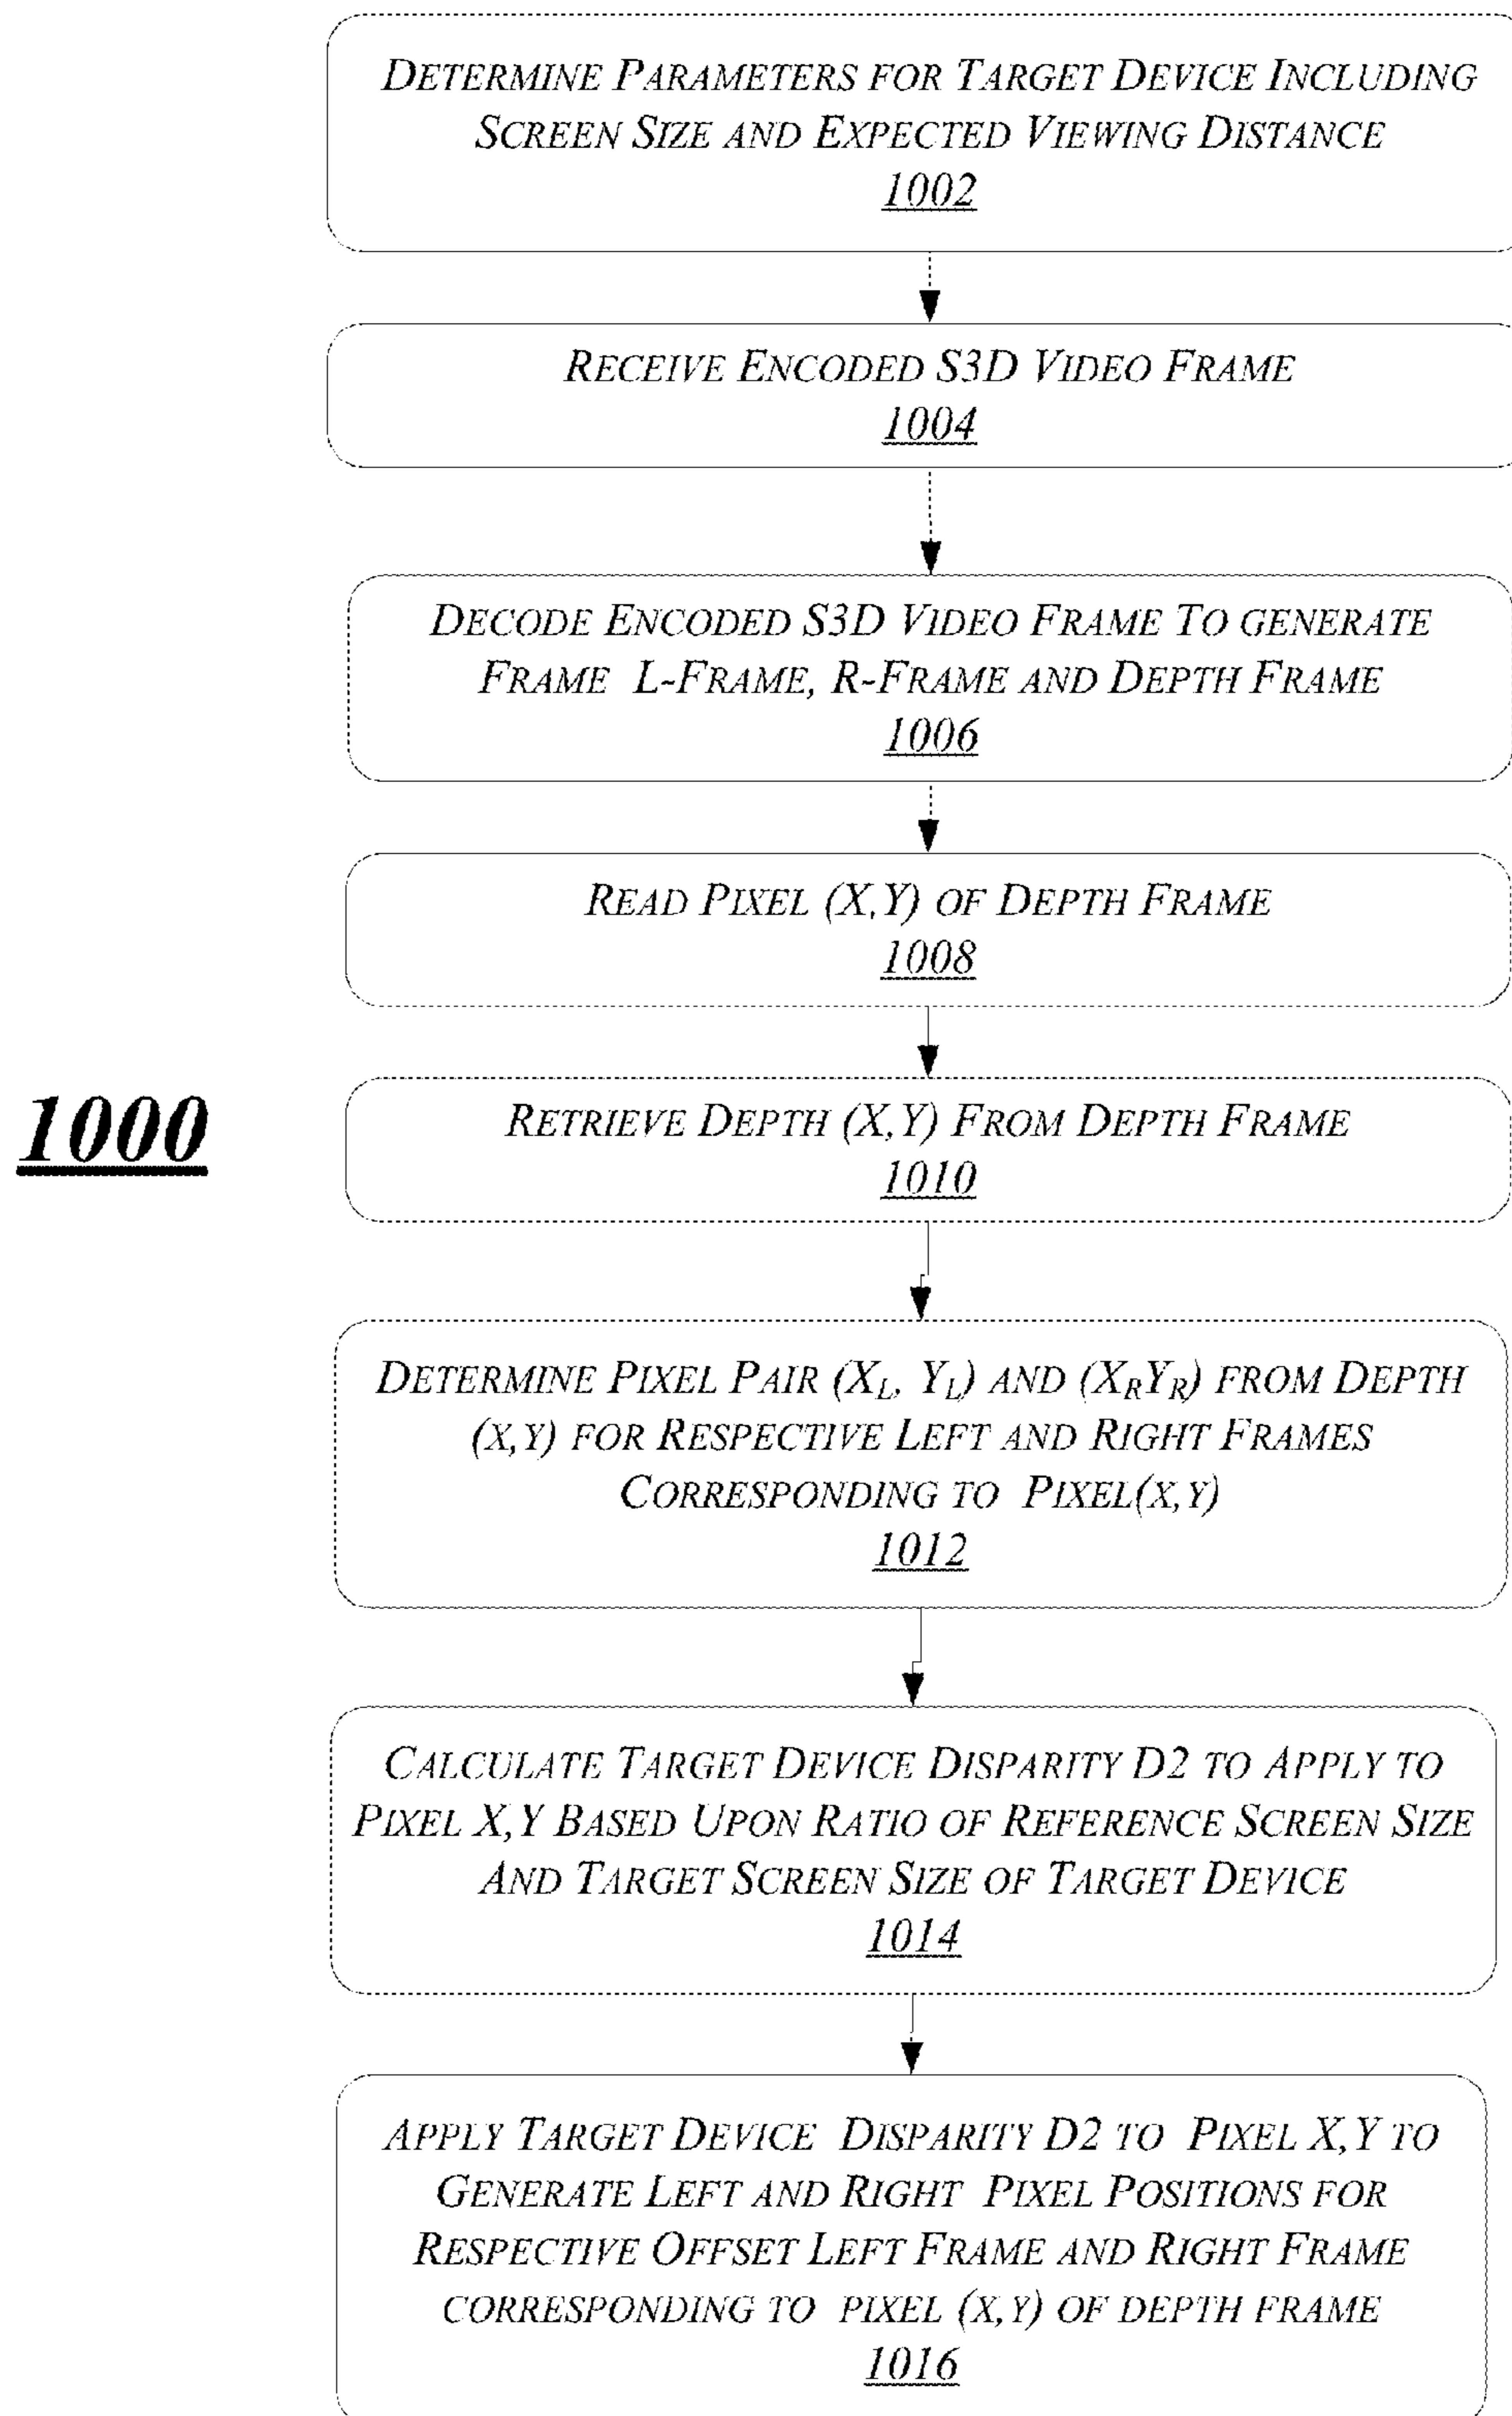 DETERMINE PARAMETERS FOR TARGET DEVICE INCLUDING
SCREEN SIZE AND EXPECTED VIEWING DISTANCE
1002
RECEIVE ENCODED S3D VIDEO FRAME
1004
DECODE ENCODED S3D VIDEO FRAME TO GENERATE
FRAME L-FRAME, R-FRAME AND DEPTH FRAME
1006
READ PIXEL (X,Y) OF DEPTH FRAME
1008
1000
RETRIEVE DEPTH (X,Y) FROM DEPTH FRAME
1010
DETERMINE PIXEL PAIR (XL, YL) AND (XRYR) FROM DEPTH
(X,Y) FOR RESPECTIVE LEFT AND RIGHT FRAMES
CORRESPONDING TO PIXEL(X,Y)
1012
CALCULATE TARGET DEVICE DISPARITY D2 TO APPLY TO
PIXEL X,Y BASED UPON RATIO OF REFERENCE SCREEN SIZE
AND TARGET SCREEN SIZE OF TARGET DEVICE
1014
APPLY TARGET DEVICE DISPARITY D2 TO PIXEL X,Y TO
GENERATE LEFT AND RIGHT PIXEL POSITIONS FOR
RESPECTIVE OFFSET LEFT FRAME AND RIGHT FRAME
CORRESPONDING TO PIXEL (X,Y) OF DEPTH FRAME
1016